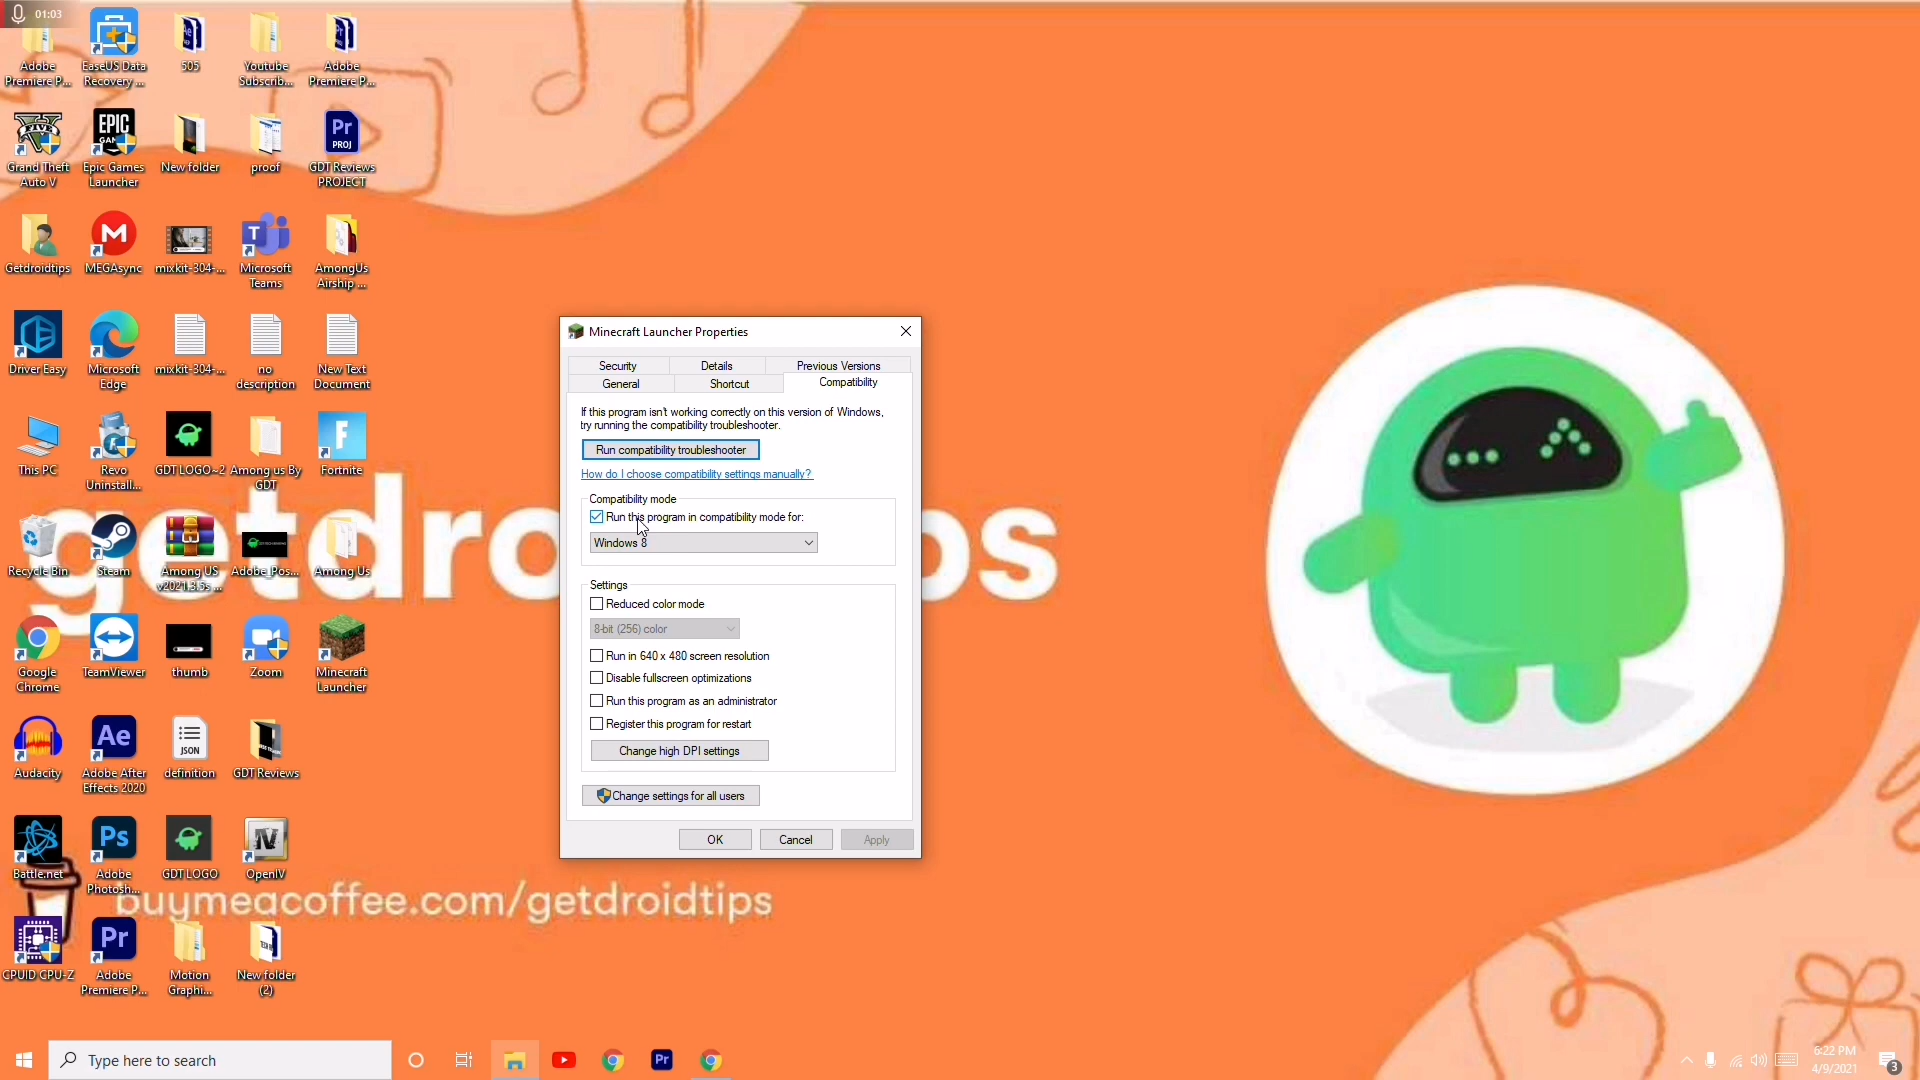 01:03
Adobe
Premiere P...
EaseUS Data
Recovery ...
505
Youtube
Subscrib...
Adobe
Premiere P...
Grand Theft
Auto V
Epic Games
Launcher
New folder
proof
GDT Reviews
PROJECT
Getdroidtips
MEGAsync
mixkit-304-...
Microsoft
Teams
AmongUs
Airship ...
Driver Easy
Microsoft
Edge
mixkit-304-...
no
description
New Text
Document
This PC
Revo
Uninstall...
GDT LOGO~2
Among us By
GDT
Fortnite
Recycle Bin
Steam
Among US
v2021.3.5s ...
Adobe_Pos...
Among Us
Google
Chrome
TeamViewer
thumb
Zoom
Minecraft
Launcher
Audacity
Adobe After
Effects 2020
definition
GDT Reviews
Battle.net
Adobe
Photosh...
GDT LOGO
OpenIV
CPUID CPU-Z
Adobe
Premiere P...
Motion
Graphi...
New folder
(2)
buymeacoffee.com/getdroidtips
Minecraft Launcher Properties
Security Details Previous Versions
General Shortcut Compatibility
If this program isn't working correctly on this version of Windows,
try running the compatibility troubleshooter.
Run compatibility troubleshooter
How do I choose compatibility settings manually?
Compatibility mode
Run this program in compatibility mode for:
Windows 8
Settings
Reduced color mode
8-bit (256) color
Run in 640 x 480 screen resolution
Disable fullscreen optimizations
Run this program as an administrator
Register this program for restart
Change high DPI settings
Change settings for all users
OK Cancel Apply
Type here to search
6:22 PM
4/9/2021
3